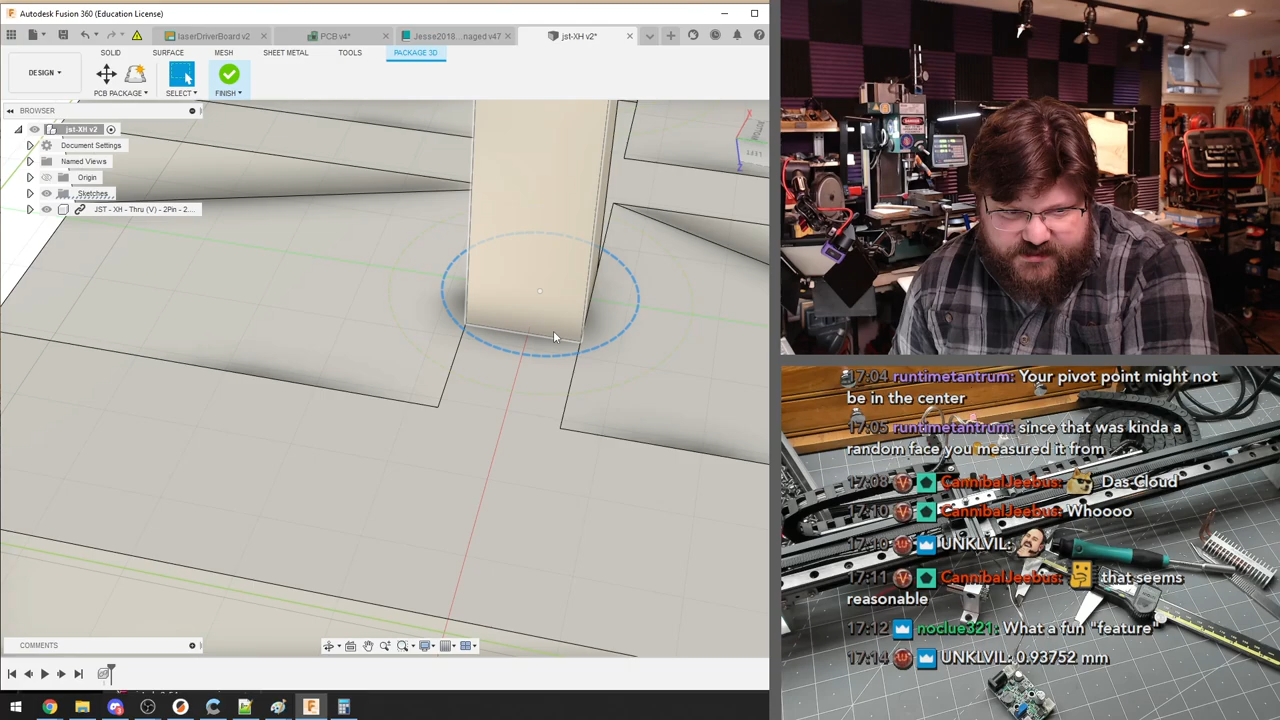 Autodesk Fusion 360 (Education License)
laserDriverBoard v2
PCB v4*
Jesse2018...naged v47
jst-XH v2*
SOLID
SURFACE
MESH
SHEET METAL
TOOLS
PACKAGE 3D
DESIGN
PCB PACKAGE
SELECT
FINISH
BROWSER
jst-XH v2
Document Settings
Named Views
Origin
Sketches
JST - XH - Thru (V) - 2Pin - 2....
COMMENTS
17:04 runtimetantrum: Your pivot point might not
be in the center
17:05 runtimetantrum: since that was kinda a
random face you measured it from
17:08 CannibalJeebus: Das Cloud
17:10 CannibalJeebus: Whoooo
17:10 UNKLVIL:
17:11 CannibalJeebus: that seems
reasonable
17:12 noclue321: What a fun "feature"
17:14 UNKLVIL: 0.93752 mm